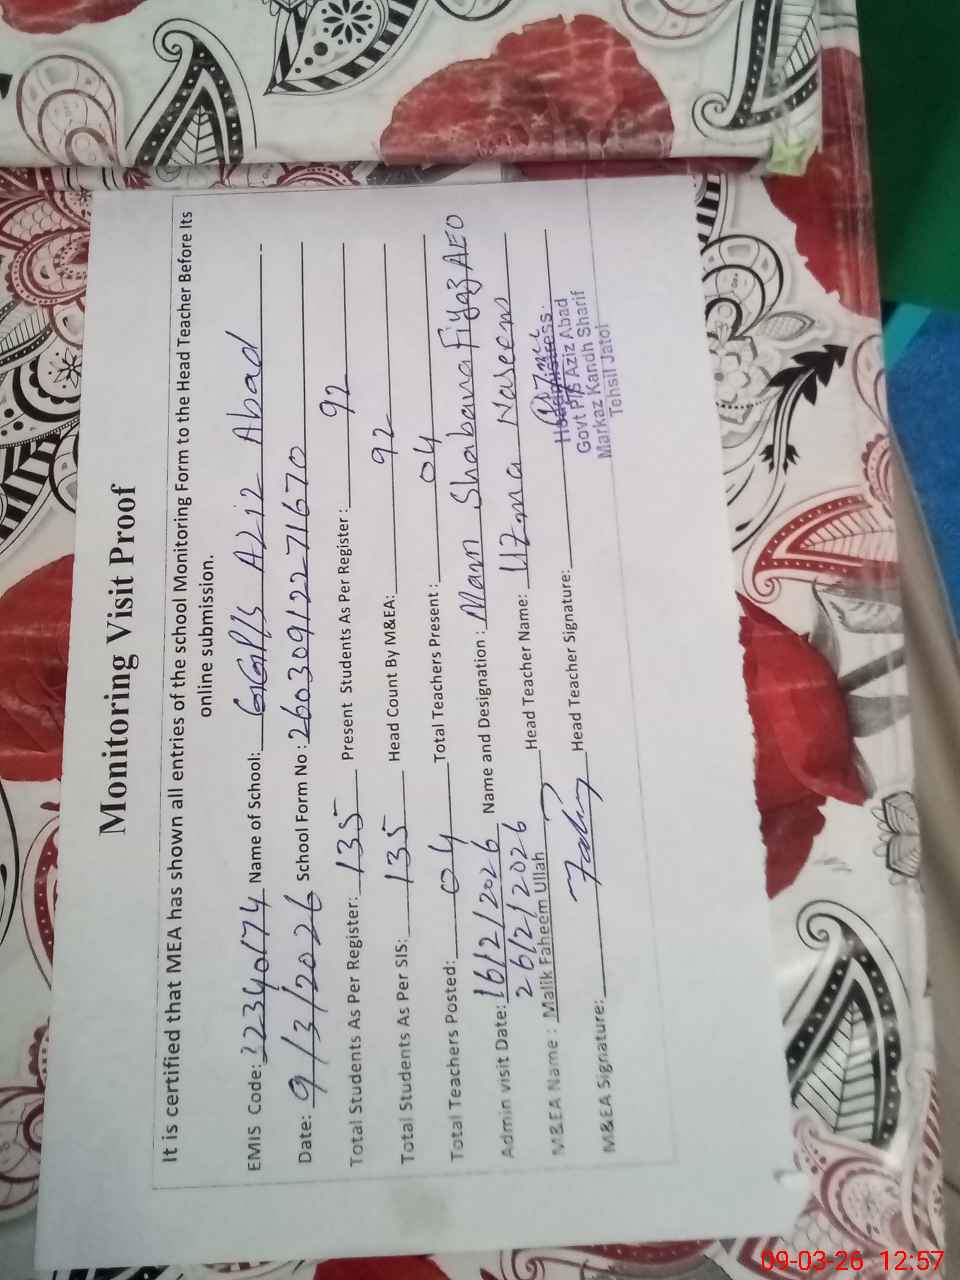 Monitoring Visit Proof
It is certified that MEA has shown all entries of the school Monitoring Form to the Head Teacher Before Its
online submission.
EMIS Code: 32340174 Name of School: GGP/S Aziz Abad
Date: 9/3/2026 School Form No : 260309122-71670
Total Students As Per Register: 135 Present Students As Per Register : 92
Total Students As Per SIS: 135 Head Count By M&EA: 92
Total Teachers Posted: 04 Total Teachers Present : 04
Admin visit Date: 16/2/2026 Name and Designation : Mam Shabana Fiyaz AEO
26/2/2026
M&EA Name : Malik Faheem Ullah Head Teacher Name: Uzma Naseem
M&EA Signature: Head Teacher Signature:
Headmistress
Govt P/S Aziz Abad
Markaz Kandh Sharif
Tehsil Jatoi
09-03-26 12:57